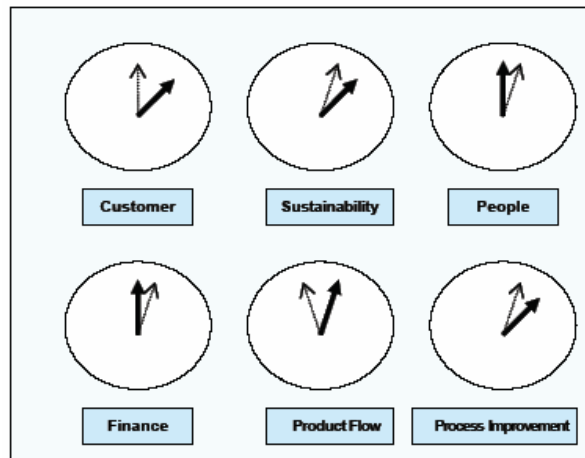 Customer
Sustainability
People
Finance
Product Flow
Process Improvement